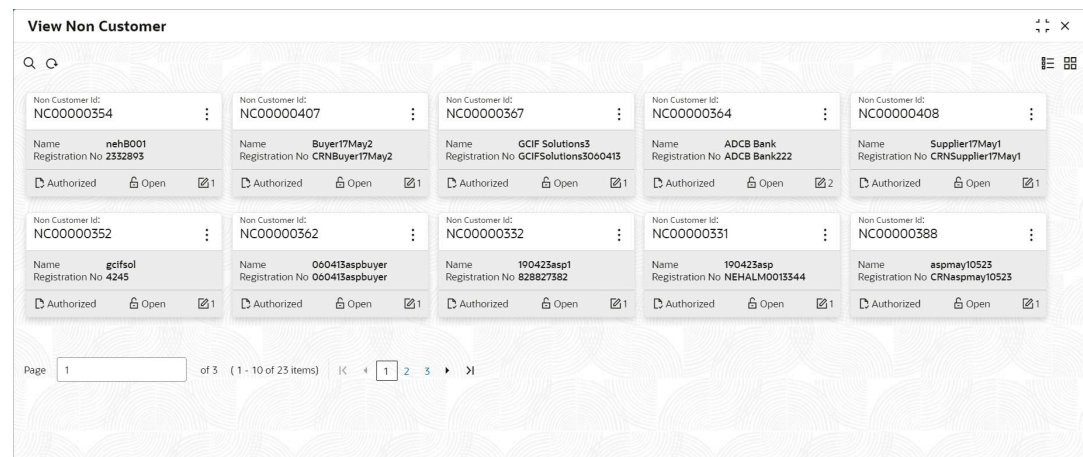 View Non Customer
Non Customer Id:
NC00000354
Name nehB001
Registration No 2332893
Authorized Open 1
Non Customer Id:
NC00000407
Name Buyer17May2
Registration No CRNBuyer17May2
Authorized Open 1
Non Customer Id:
NC00000367
Name GCIF Solutions3
Registration No GCIFSolutions3060413
Authorized Open 1
Non Customer Id:
NC00000364
Name ADCB Bank
Registration No ADCB Bank222
Authorized Open 2
Non Customer Id:
NC00000408
Name Supplier17May1
Registration No CRNSupplier17May1
Authorized Open 1
Non Customer Id:
NC00000352
Name gcifsol
Registration No 4245
Authorized Open 1
Non Customer Id:
NC00000362
Name 060413aspbuyer
Registration No 060413aspbuyer
Authorized Open 1
Non Customer Id:
NC00000332
Name 190423asp1
Registration No 828827382
Authorized Open 1
Non Customer Id:
NC00000331
Name 190423asp
Registration No NEHALM0013344
Authorized Open 1
Non Customer Id:
NC00000388
Name aspmay10523
Registration No CRNaspmay10523
Authorized Open 1
Page 1 of 3 (1 - 10 of 23 items) 1 2 3